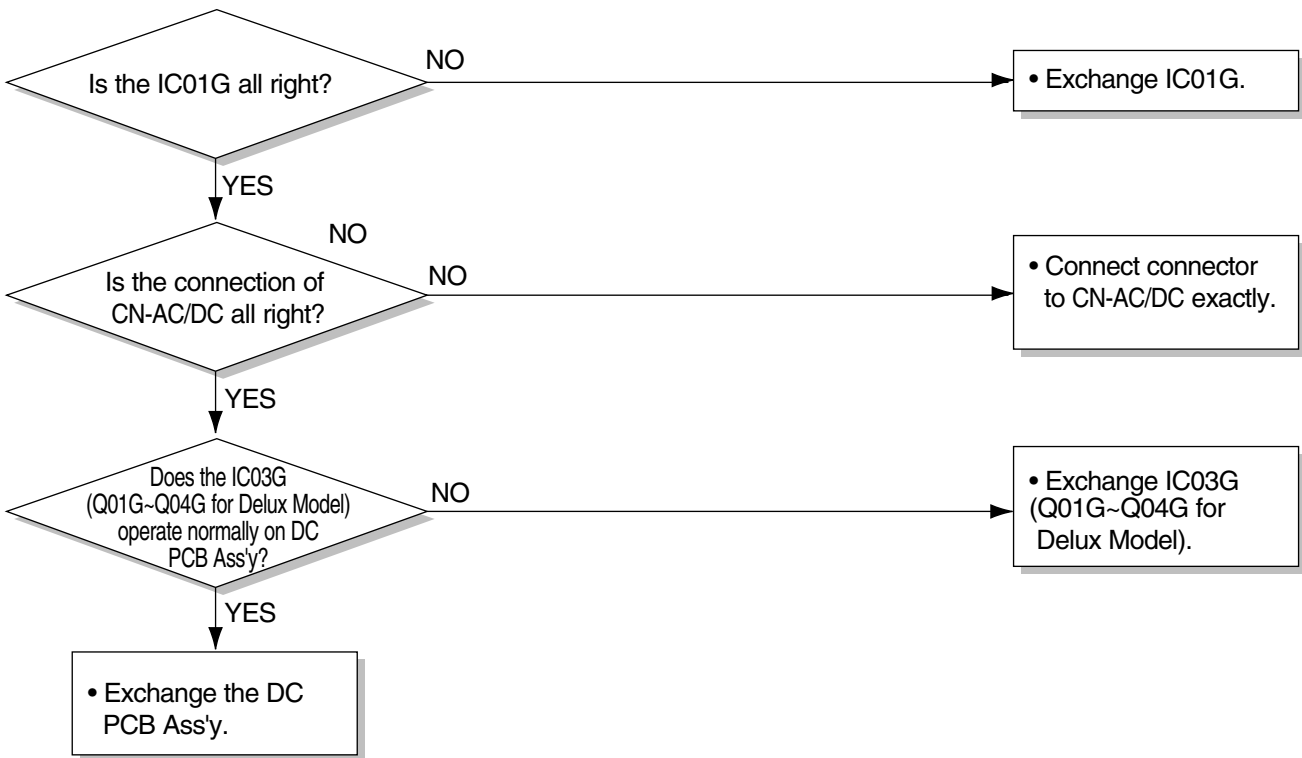 Is the IC01G all right?
NO
• Exchange IC01G.
YES
NO
Is the connection of
CN-AC/DC all right?
NO
• Connect connector
to CN-AC/DC exactly.
YES
Does the IC03G
(Q01G~Q04G for Delux Model)
operate normally on DC
PCB Ass'y?
NO
• Exchange IC03G
(Q01G~Q04G for
Delux Model).
YES
• Exchange the DC
PCB Ass'y.